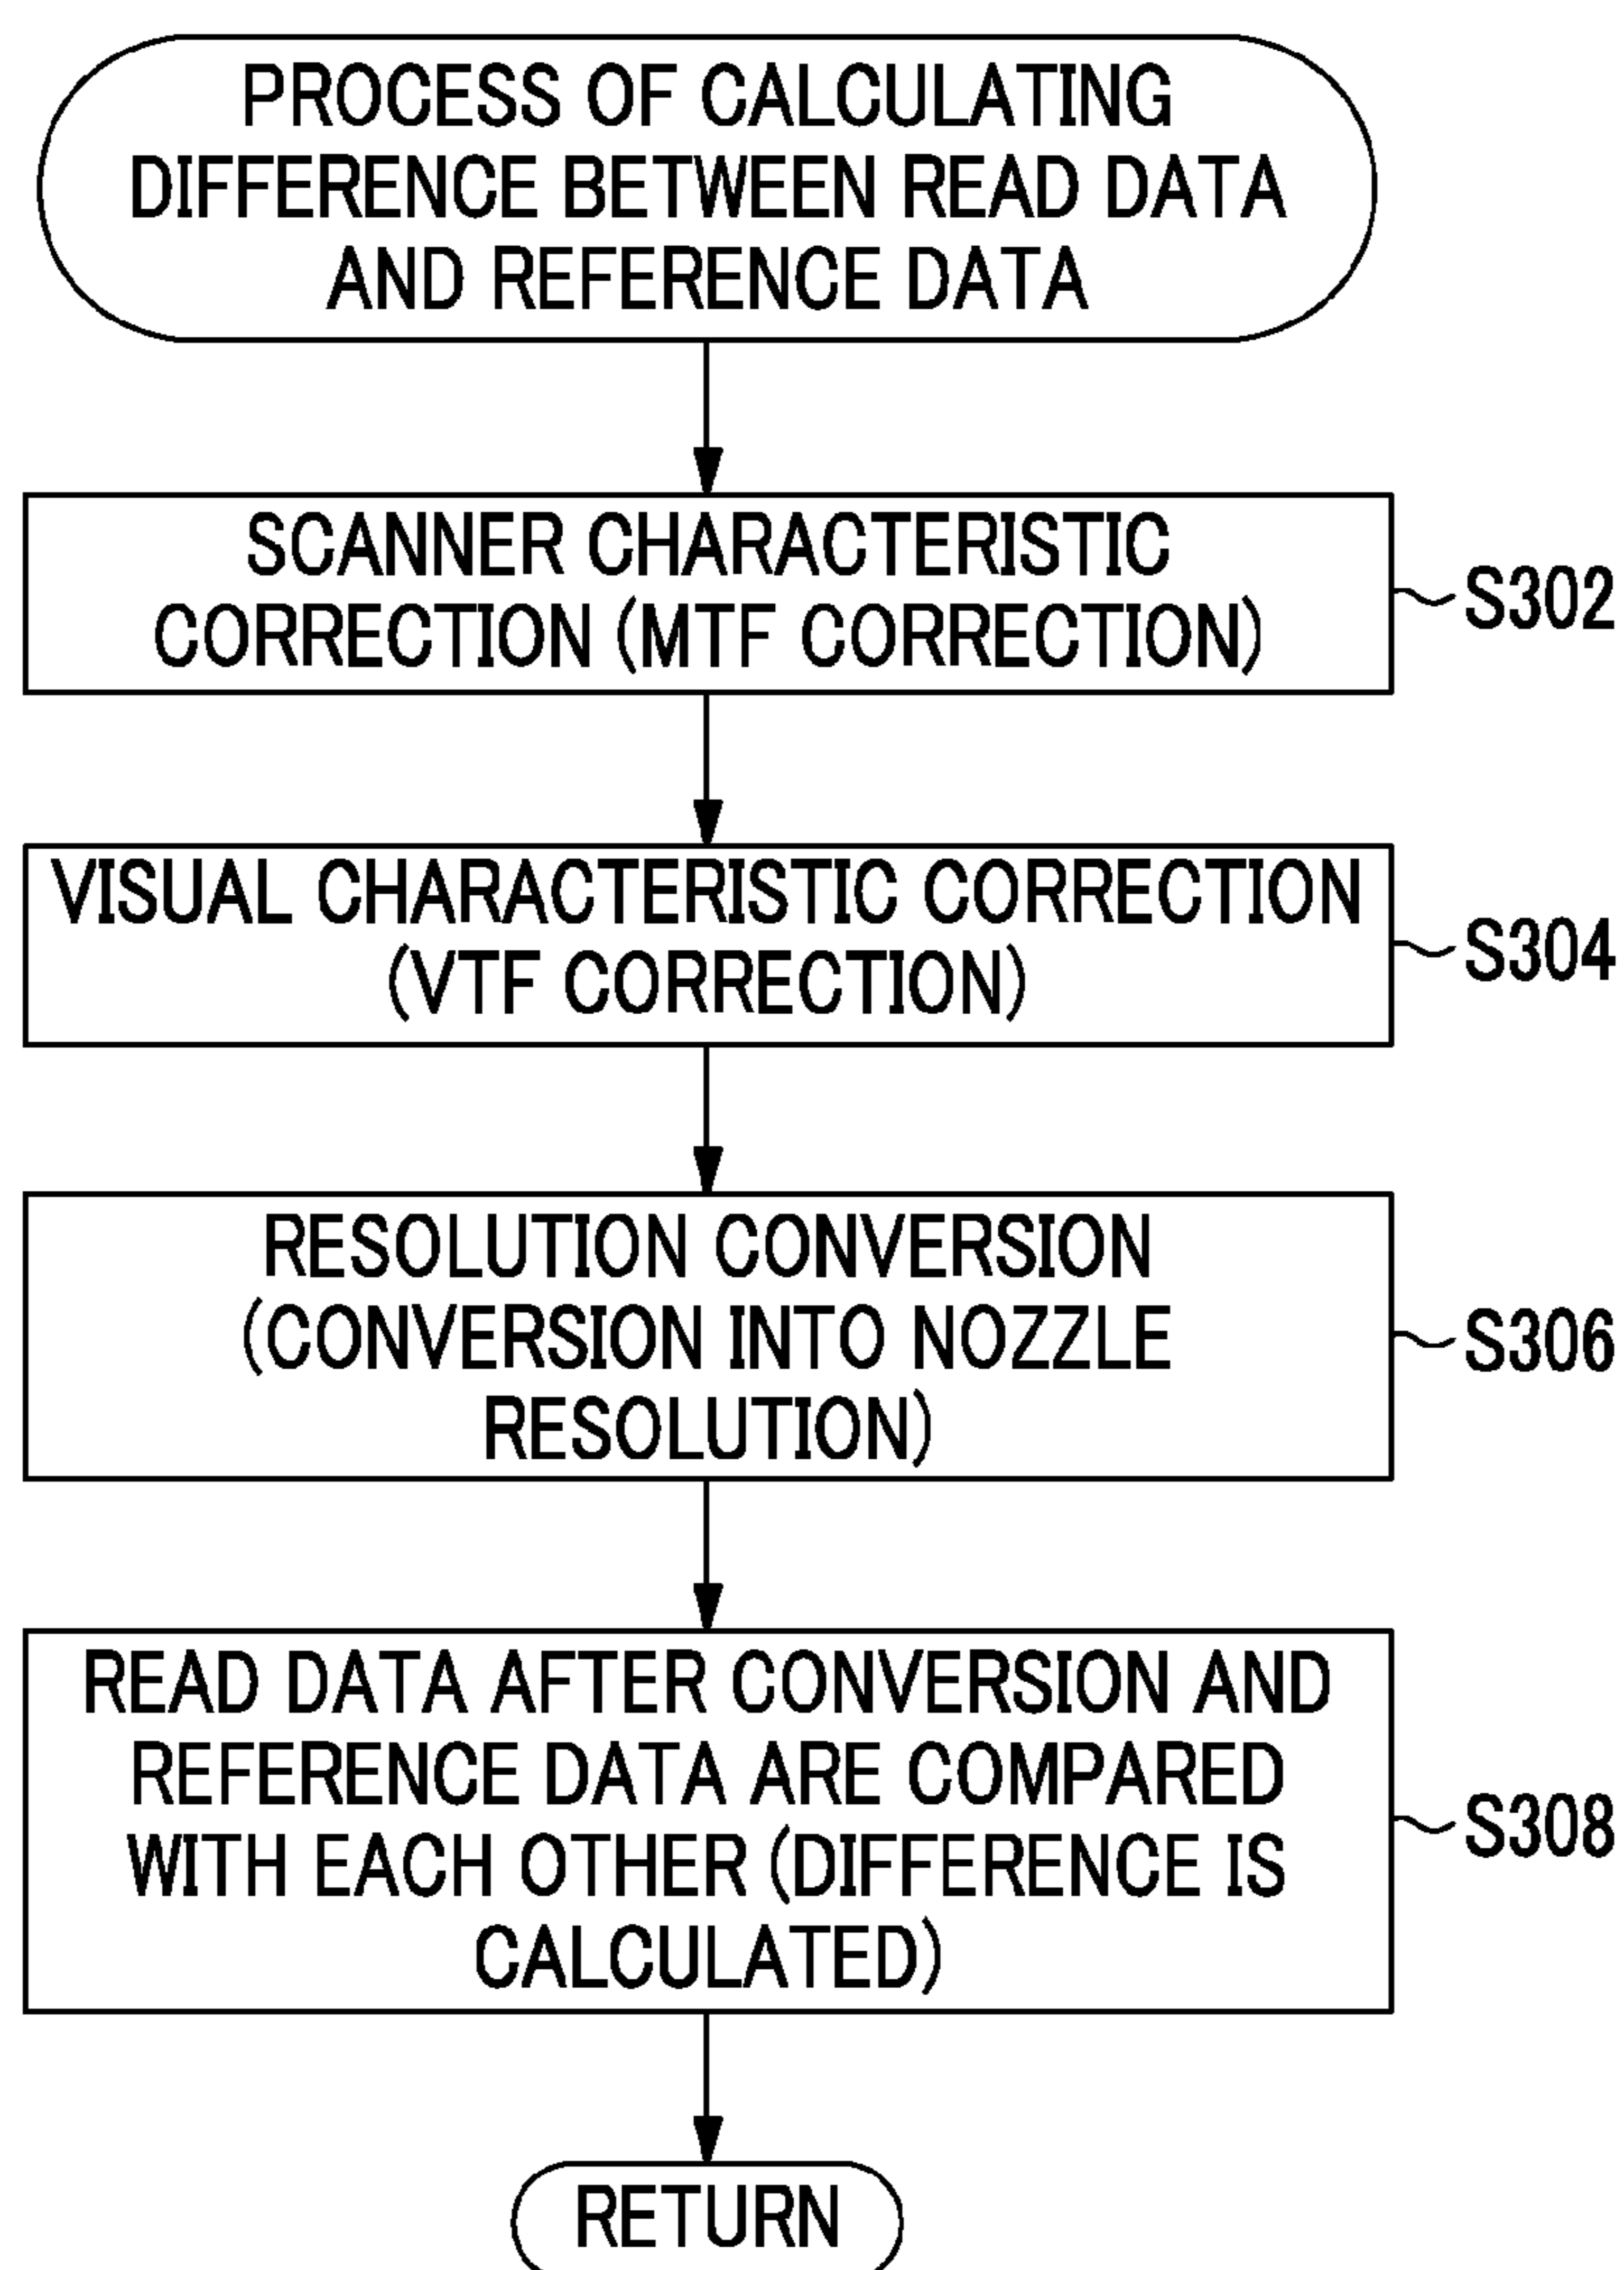 PROCESS OF CALCULATING
DIFFERENCE BETWEEN READ DATA
AND REFERENCE DATA
SCANNER CHARACTERISTIC
CORRECTION (MTF CORRECTION)
S302
VISUAL CHARACTERISTIC CORRECTION
(VTF CORRECTION)
S304
RESOLUTION CONVERSION
(CONVERSION INTO NOZZLE
RESOLUTION)
S306
READ DATA AFTER CONVERSION AND
REFERENCE DATA ARE COMPARED
WITH EACH OTHER (DIFFERENCE IS
CALCULATED)
S308
RETURN